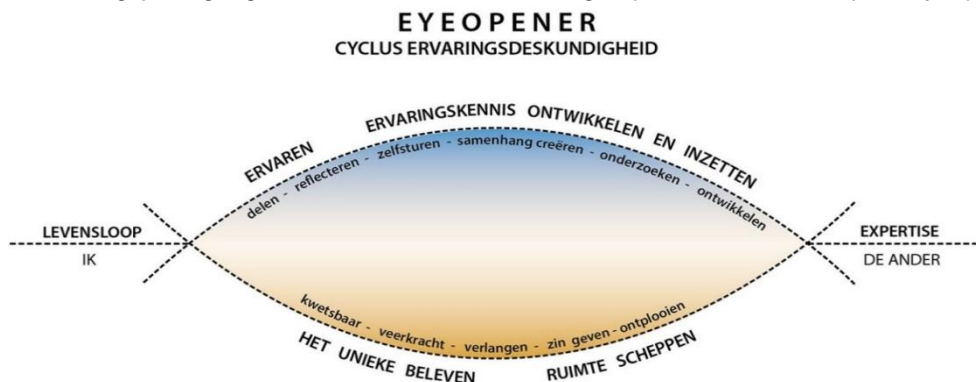 EYEOPENER
CYCLUS ERVARINGSDESKUNDIGHEID
ERVAREN ERVARINGSKENNIS ONTWIKKELEN EN INZETTEN
delen - reflecteren - zelfsturen - samenhang creëren - onderzoeken - ontwikkelen
LEVENSLOOP
IK
EXPERTISE
DE ANDER
kwetsbaar - veerkracht - verlangen - zin geven - ontplooien
HET UNIEKE BELEVEN RUIMTE SCHEPPEN